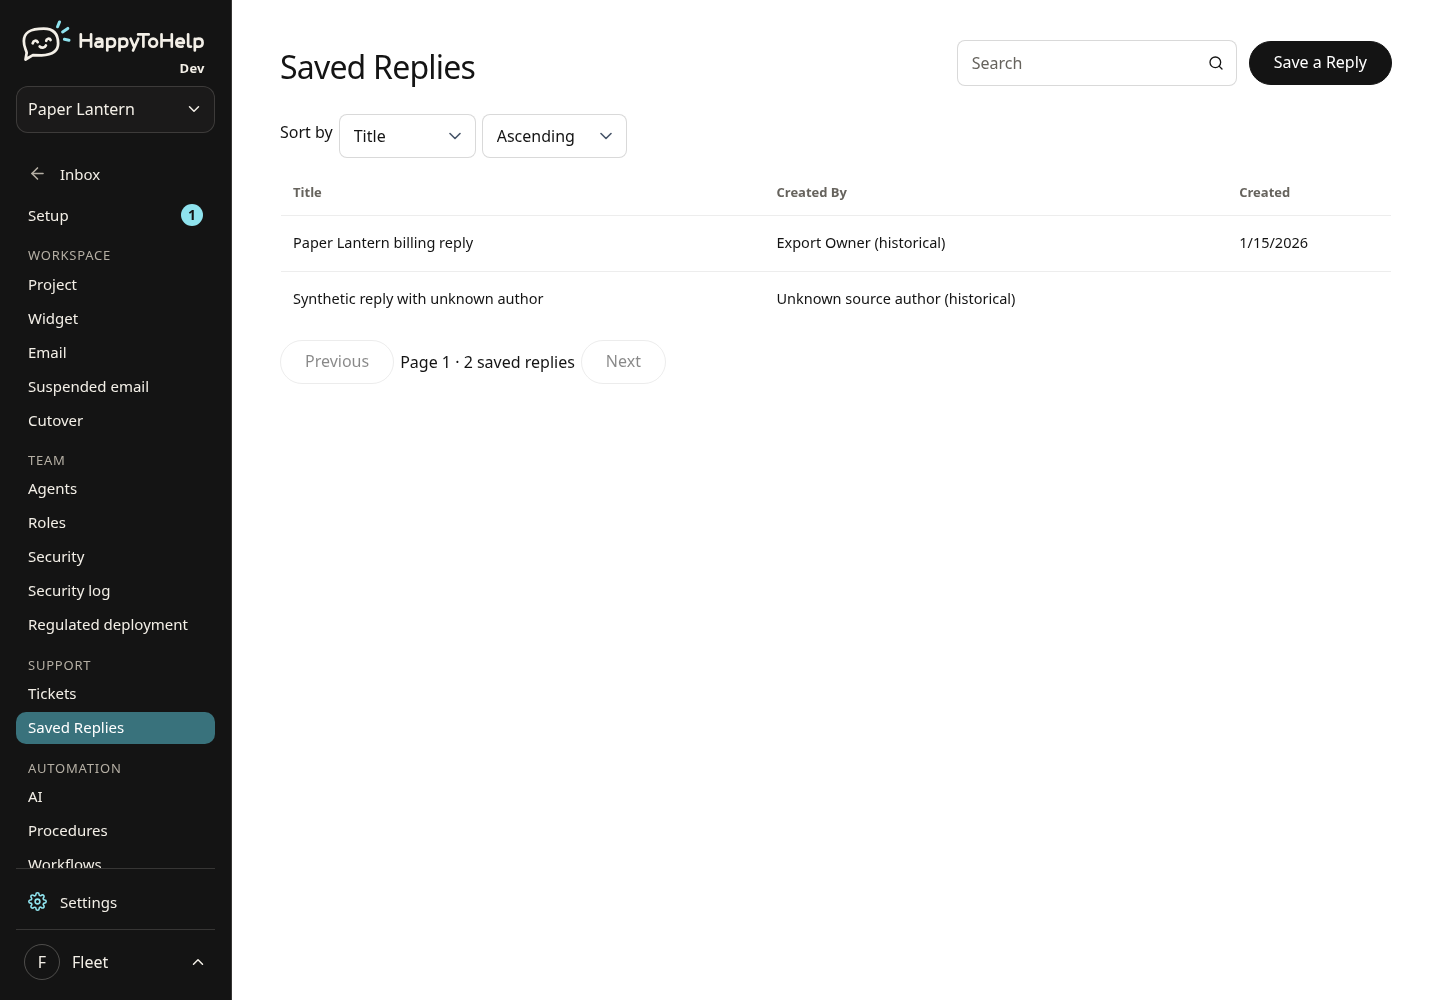 HappyToHelp
Dev
Paper Lantern
Inbox
Setup 1
WORKSPACE
Project
Widget
Email
Suspended email
Cutover
TEAM
Agents
Roles
Security
Security log
Regulated deployment
SUPPORT
Tickets
Saved Replies
AUTOMATION
AI
Procedures
Workflows
Settings
F Fleet
Saved Replies
Search
Save a Reply
Sort by Title Ascending
Title Created By Created
Paper Lantern billing reply Export Owner (historical) 1/15/2026
Synthetic reply with unknown author Unknown source author (historical)
Previous Page 1 · 2 saved replies Next